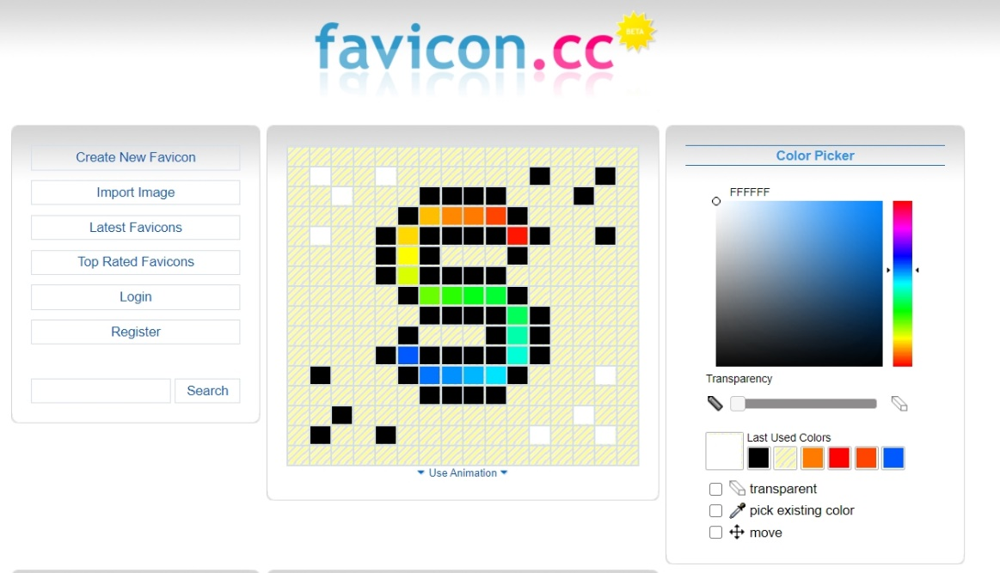 favicon.cc
BETA
Create New Favicon
Import Image
Latest Favicons
Top Rated Favicons
Login
Register
Search
Use Animation
Color Picker
FFFFFF
Transparency
Last Used Colors
transparent
pick existing color
move